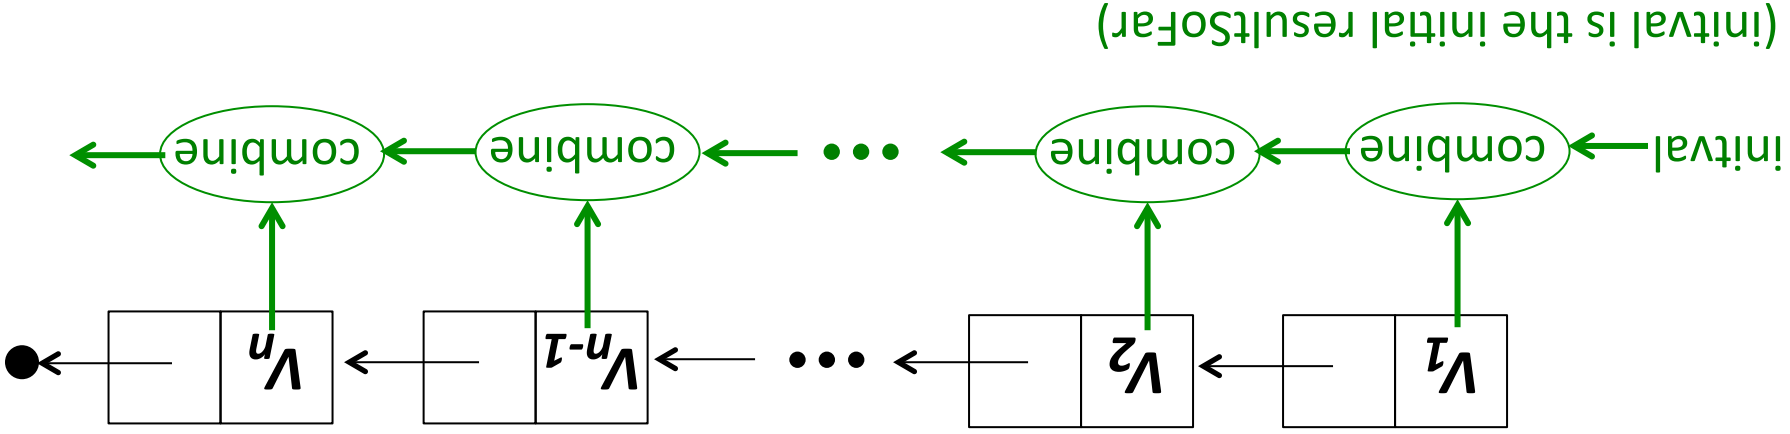 V1 V2 ••• Vn-1 Vn
initval combine combine ••• combine combine
(initval is the initial resultSoFar)